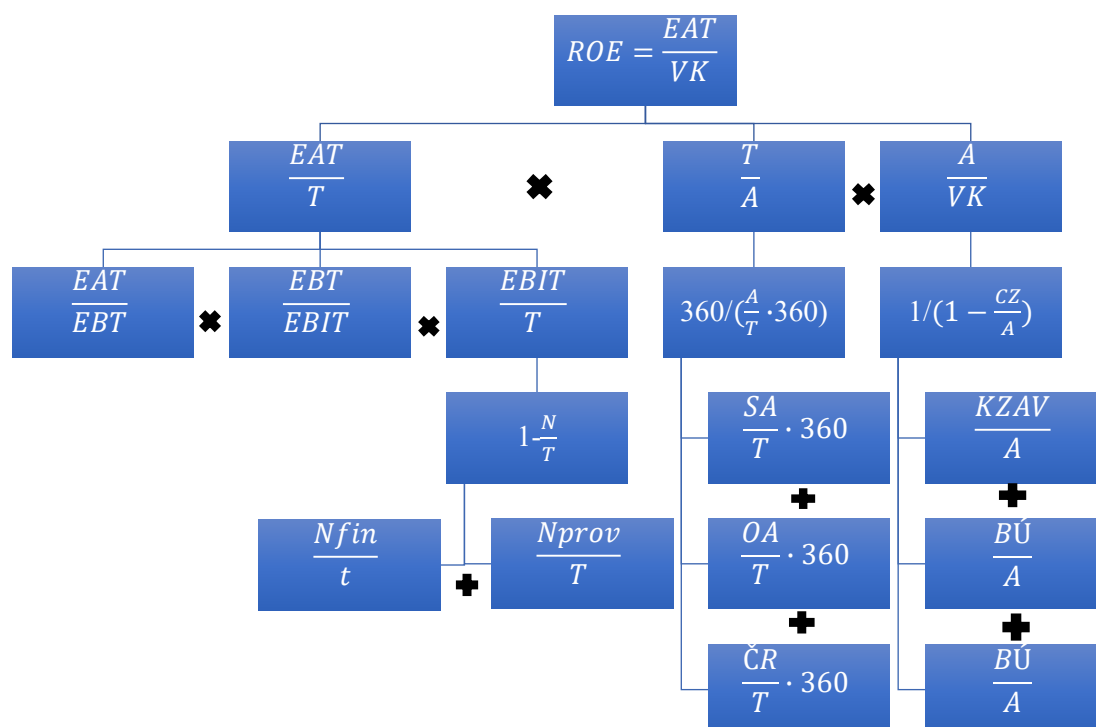 ROE = EAT/VK
EAT/T ✖ T/A ✖ A/VK
EAT/EBT ✖ EBT/EBIT ✖ EBIT/T
360/(A/T ·360)
1/(1 − CZ/A)
1-N/T
SA/T · 360
KZAV/A
✚ ✚
Nfin/t ✚ Nprov/T
OA/T · 360
BÚ/A
✚ ✚
ČR/T · 360
BÚ/A